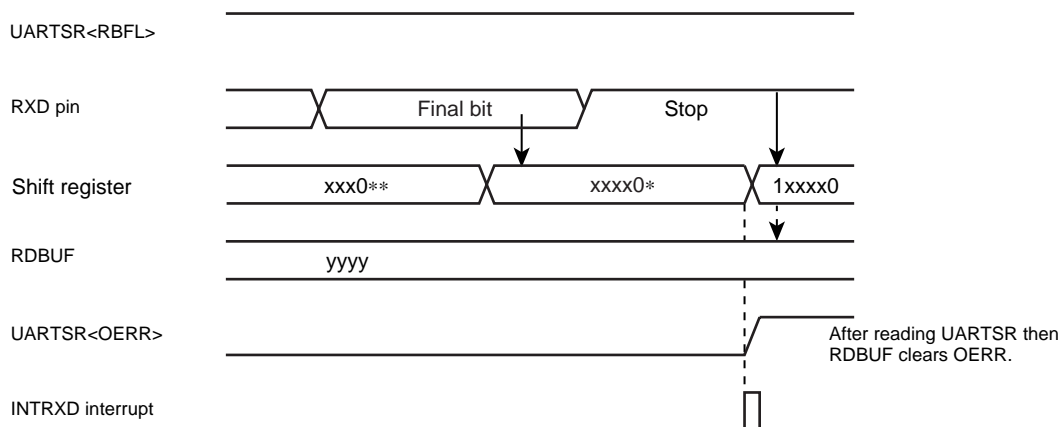 UARTSR<RBFL>
RXD pin
Final bit
Stop
Shift register
xxx0**
xxxx0*
1xxxx0
RDBUF
yyyy
UARTSR<OERR>
After reading UARTSR then
RDBUF clears OERR.
INTRXD interrupt